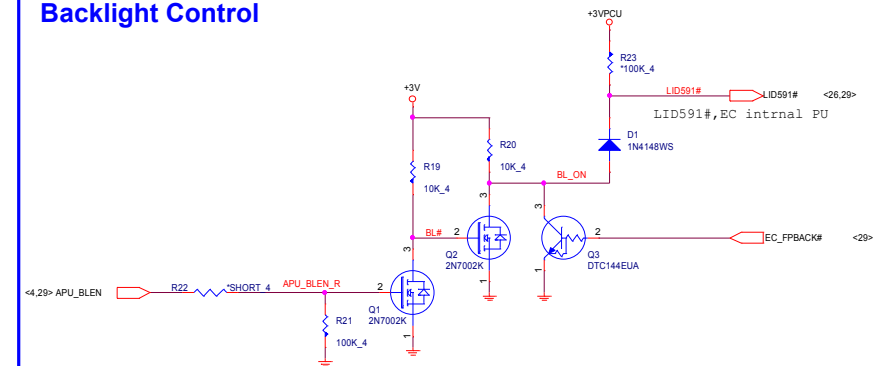 Backlight Control
+3VPCU
R23
*100K_4
LID591#
LID591#
<26,29>
LID591#,EC intrnal PU
+3V
D1
1N4148WS
R20
10K_4
BL_ON
R19
10K_4
3
3
BL#
2
2
EC_FPBACK#
<29>
Q2
2N7002K
Q3
DTC144EUA
1
1
3
<4,29> APU_BLEN
R22
*SHORT_4
APU_BLEN_R
2
Q1
2N7002K
R21
100K_4
1